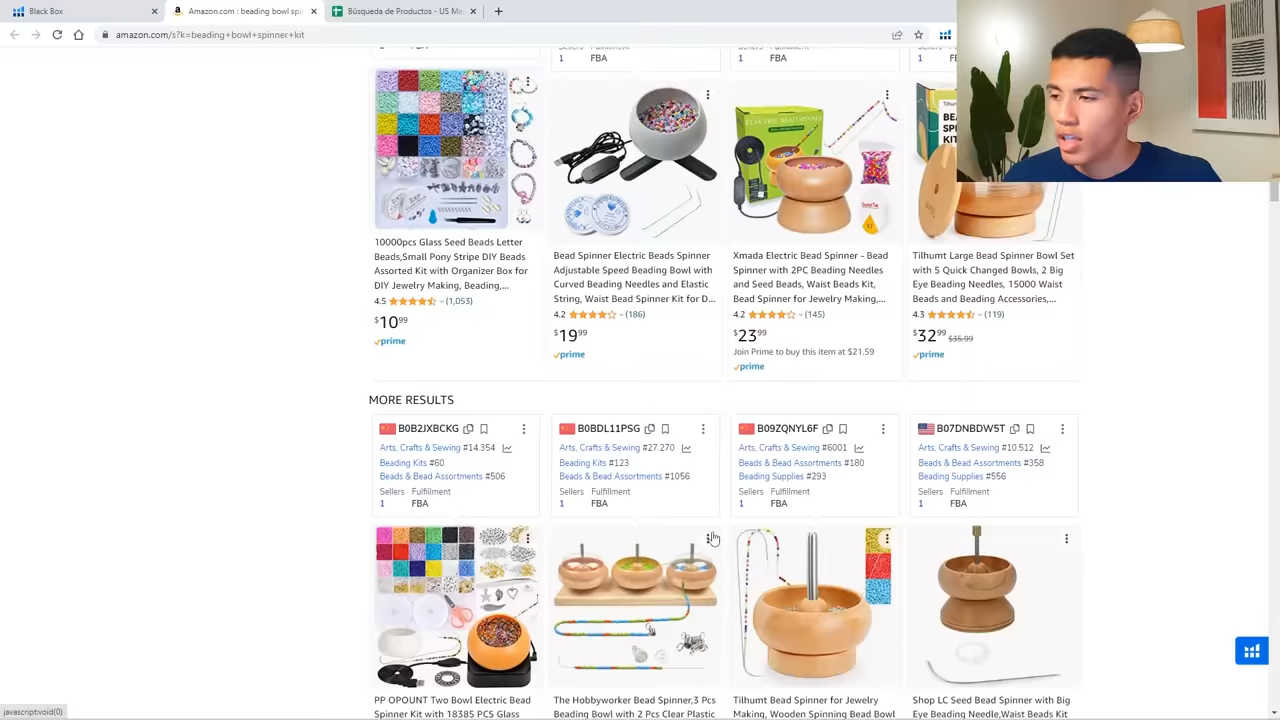 Black Box
Amazon.com : beading bowl spin
Búsqueda de Productos - US Ma
amazon.com/s?k=beading+bowl+spinner+kit
1 FBA
1 FBA
1 FBA
10000pcs Glass Seed Beads Letter
Beads,Small Pony Stripe DIY Beads
Assorted Kit with Organizer Box for
DIY Jewelry Making, Beading,...
4.5 (1,053)
$10 99
prime
Bead Spinner Electric Beads Spinner
Adjustable Speed Beading Bowl with
Curved Beading Needles and Elastic
String, Waist Bead Spinner Kit for D...
4.2 (186)
$19 99
prime
ELECTRIC BEAD SPINNER
Xmada Electric Bead Spinner - Bead
Spinner with 2PC Beading Needles
and Seed Beads, Waist Beads Kit,
Bead Spinner for Jewelry Making,...
4.2 (145)
$23 99
Join Prime to buy this item at $21.59
prime
Tilhumt Large Bead Spinner Bowl Set
with 5 Quick Changed Bowls, 2 Big
Eye Beading Needles, 15000 Waist
Beads and Beading Accessories,...
4.3 (119)
$32 99 $35.99
prime
MORE RESULTS
B0B2JXBCKG
Arts, Crafts & Sewing #14.354
Beading Kits #60
Beads & Bead Assortments #506
Sellers Fulfillment
1 FBA
B0BDL11PSG
Arts, Crafts & Sewing #27.270
Beading Kits #123
Beads & Bead Assortments #1056
Sellers Fulfillment
1 FBA
B09ZQNYL6F
Arts, Crafts & Sewing #6001
Beads & Bead Assortments #180
Beading Supplies #293
Sellers Fulfillment
1 FBA
B07DNBDW5T
Arts, Crafts & Sewing #10.512
Beads & Bead Assortments #358
Beading Supplies #556
Sellers Fulfillment
1 FBA
PP OPOUNT Two Bowl Electric Bead
Spinner Kit with 18385 PCS Glass
The Hobbyworker Bead Spinner,3 Pcs
Beading Bowl with 2 Pcs Clear Plastic
Tilhumt Bead Spinner for Jewelry
Making, Wooden Spinning Bead Bowl
Shop LC Seed Bead Spinner with Big
Eye Beading Needle,Waist Beads Kit
javascript:void(0)